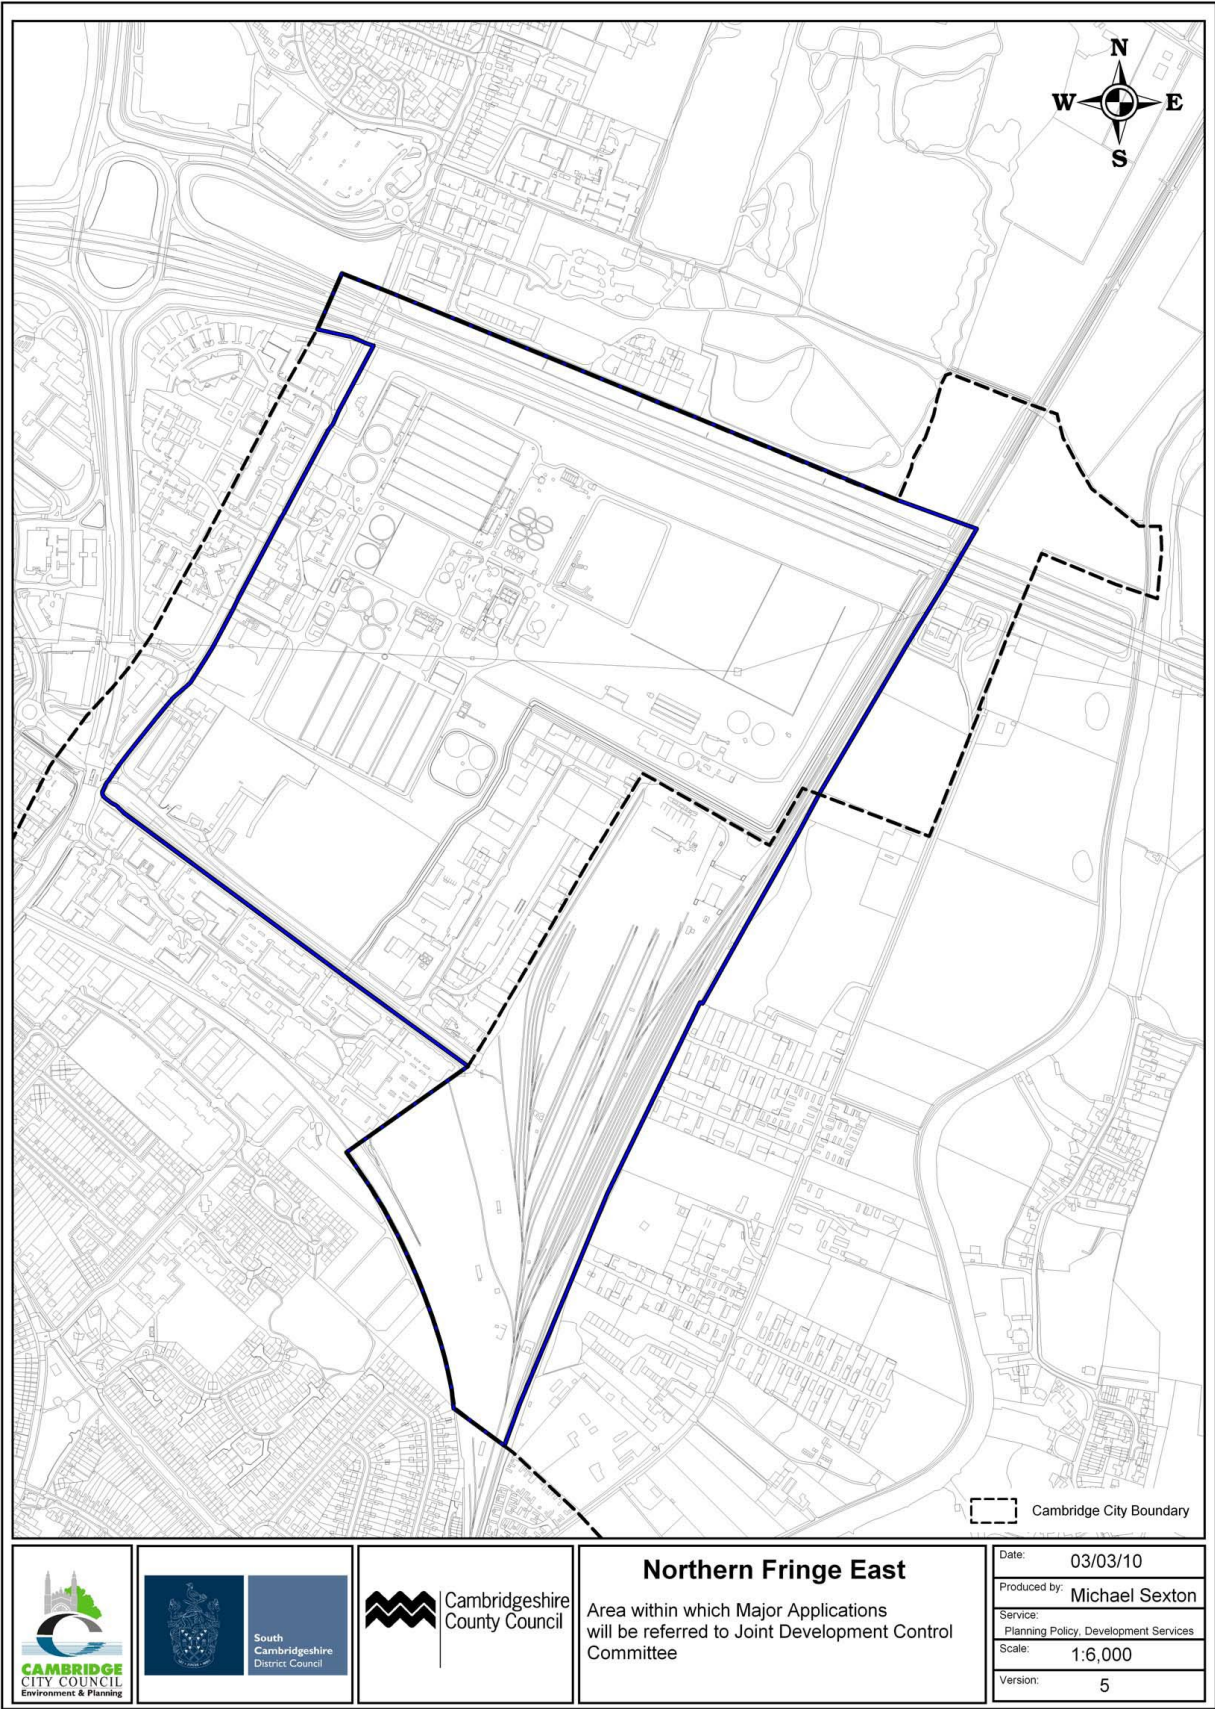 N
W E
S
Cambridge City Boundary
CAMBRIDGE
CITY COUNCIL
Environment & Planning
South
Cambridgeshire
District Council
Cambridgeshire
County Council
Northern Fringe East
Area within which Major Applications
will be referred to Joint Development Control
Committee
Date: 03/03/10
Produced by: Michael Sexton
Service:
Planning Policy, Development Services
Scale: 1:6,000
Version: 5